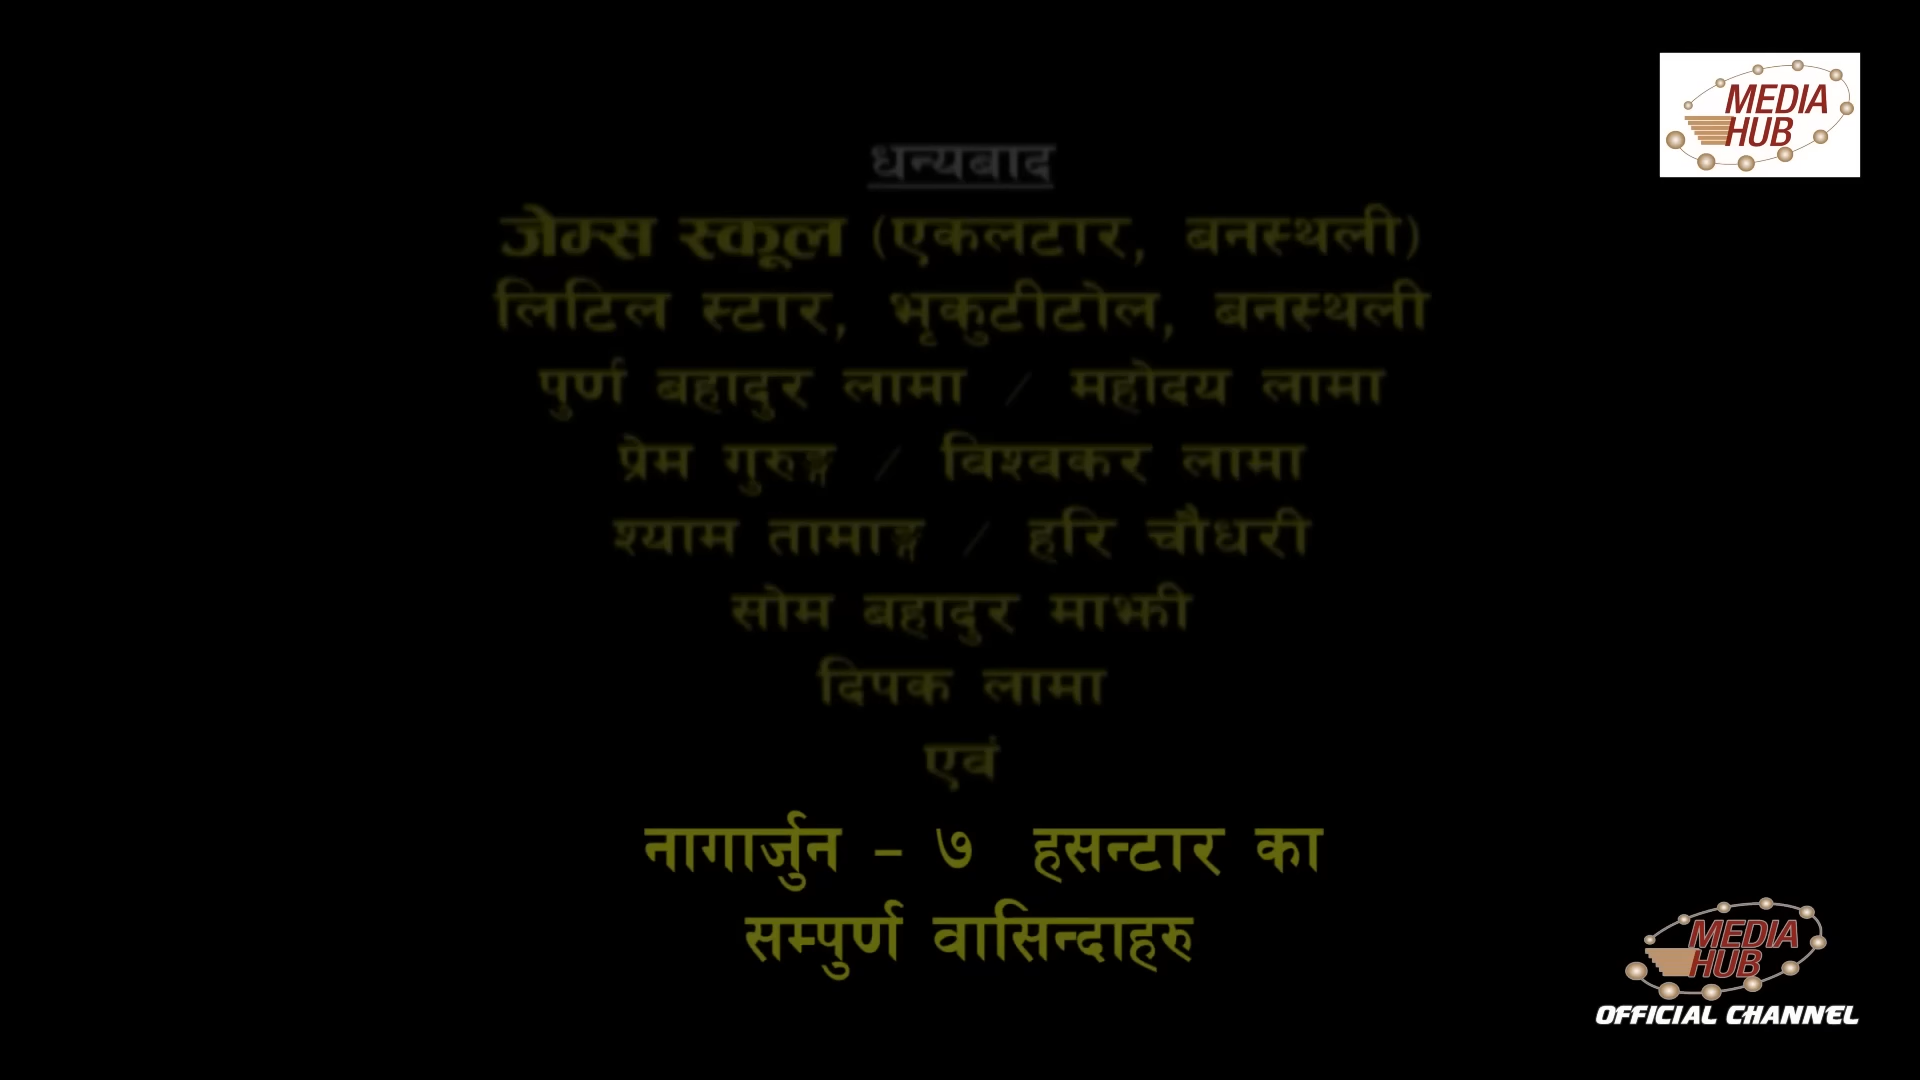 धन्यबाद
जेम्स स्कूल (एकलटार, बनस्थली)
लिटिल स्टार, भृकुटीटोल, बनस्थली
पुर्ण बहादुर लामा / महोदय लामा
प्रेम गुरुङ्ग / विश्वकर लामा
श्याम तामाङ्ग / हरि चौधरी
सोम बहादुर माझी
दिपक लामा
एवं
नागार्जुन – ७ हसन्टार का
सम्पुर्ण वासिन्दाहरु
MEDIA
HUB
MEDIA
HUB
OFFICIAL CHANNEL